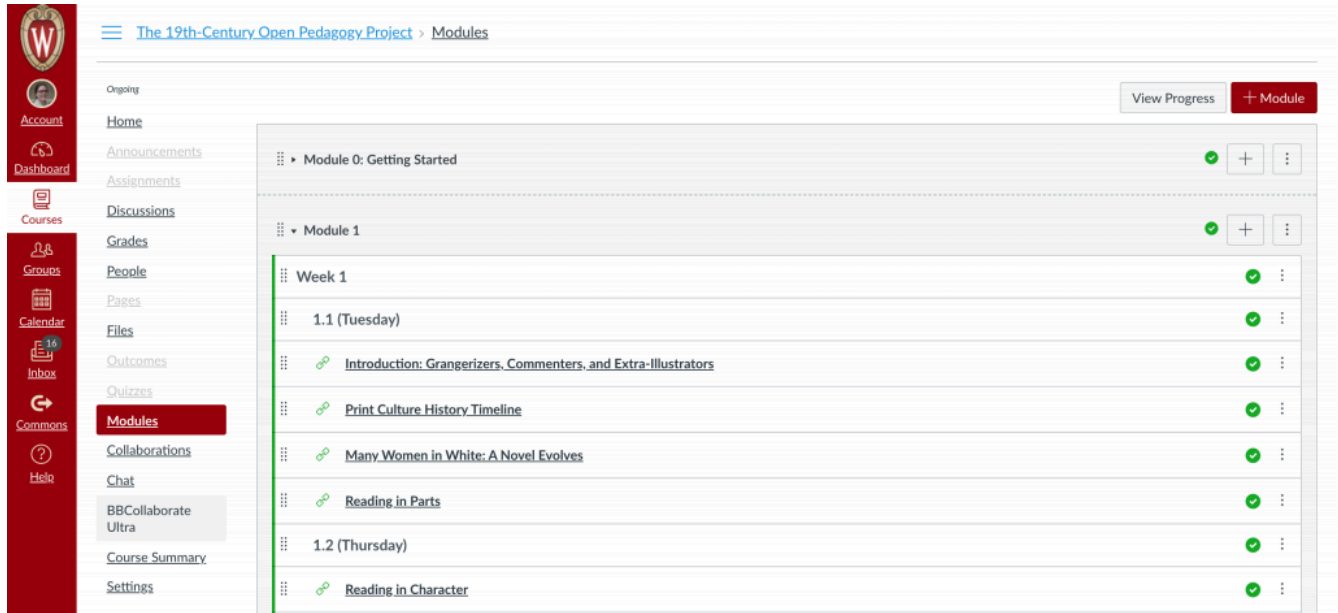 W
The 19th-Century Open Pedagogy Project › Modules
Account
Dashboard
Courses
Groups
Calendar
16
Inbox
Commons
Help
Ongoing
Home
Announcements
Assignments
Discussions
Grades
People
Pages
Files
Outcomes
Quizzes
Modules
Collaborations
Chat
BBCollaborate
Ultra
Course Summary
Settings
View Progress
+ Module
Module 0: Getting Started
Module 1
Week 1
1.1 (Tuesday)
Introduction: Grangerizers, Commenters, and Extra-Illustrators
Print Culture History Timeline
Many Women in White: A Novel Evolves
Reading in Parts
1.2 (Thursday)
Reading in Character